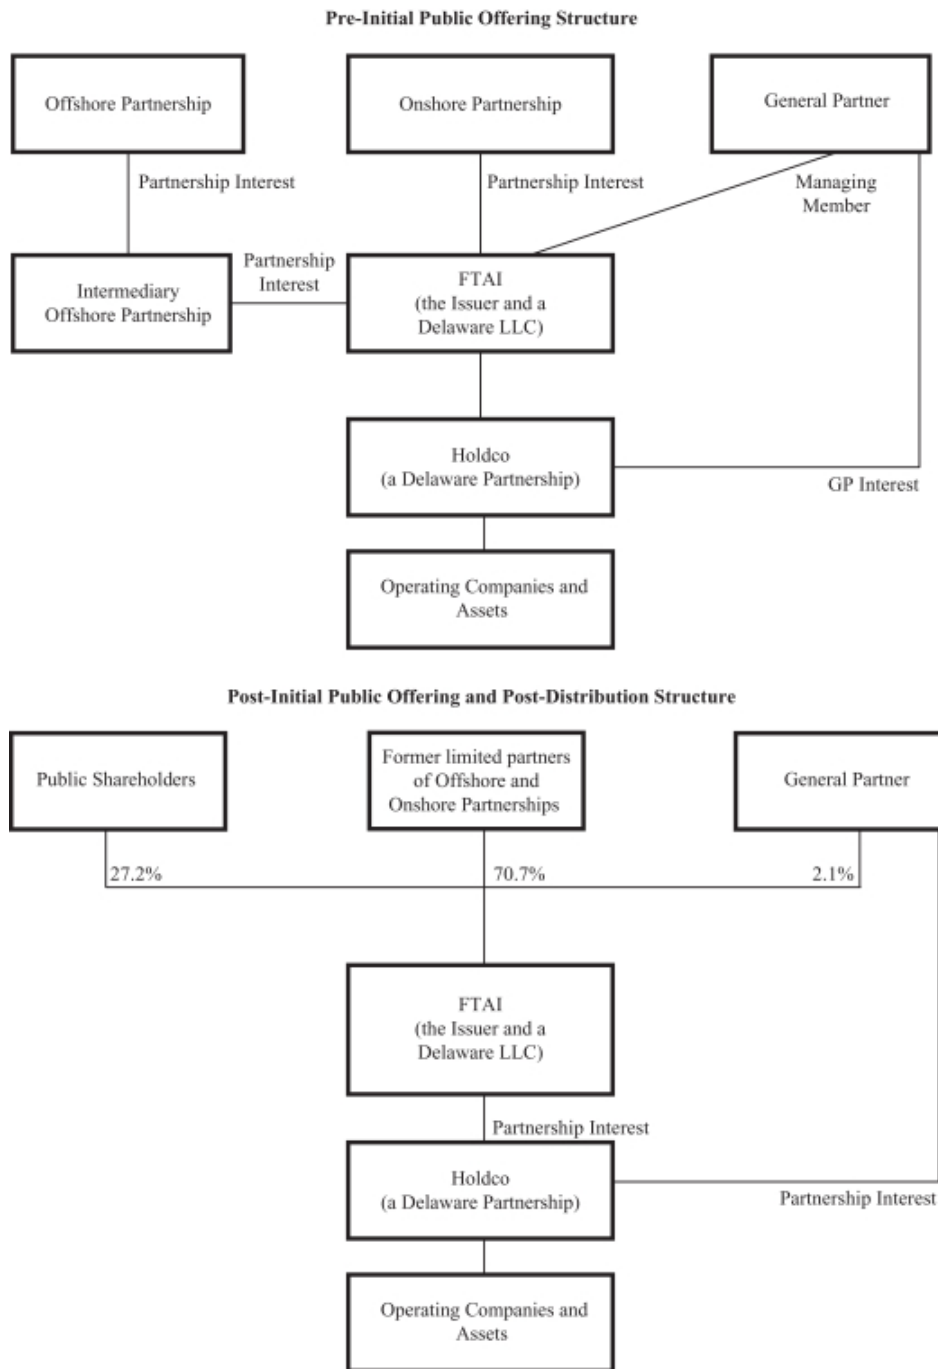 Pre-Initial Public Offering Structure
Offshore Partnership
Onshore Partnership
General Partner
Partnership Interest
Partnership Interest
Managing
Member
Intermediary
Offshore Partnership
Partnership
Interest
FTAI
(the Issuer and a
Delaware LLC)
Holdco
(a Delaware Partnership)
GP Interest
Operating Companies and
Assets
Post-Initial Public Offering and Post-Distribution Structure
Public Shareholders
Former limited partners
of Offshore and
Onshore Partnerships
General Partner
27.2%
70.7%
2.1%
FTAI
(the Issuer and a
Delaware LLC)
Partnership Interest
Holdco
(a Delaware Partnership)
Partnership Interest
Operating Companies and
Assets